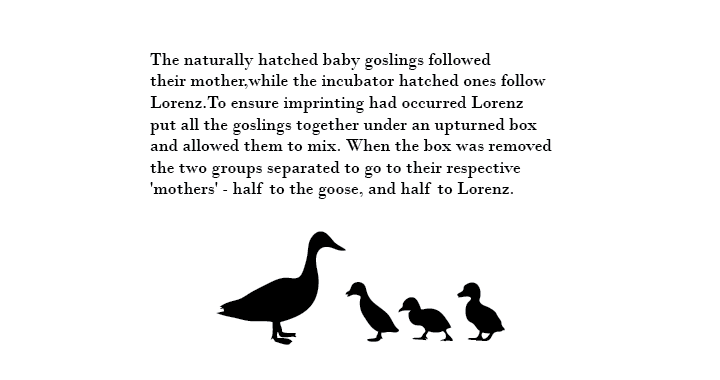 The naturally hatched baby goslings followed
their mother,while the incubator hatched ones follow
Lorenz.To ensure imprinting had occurred Lorenz
put all the goslings together under an upturned box
and allowed them to mix. When the box was removed
the two groups separated to go to their respective
'mothers' - half to the goose, and half to Lorenz.